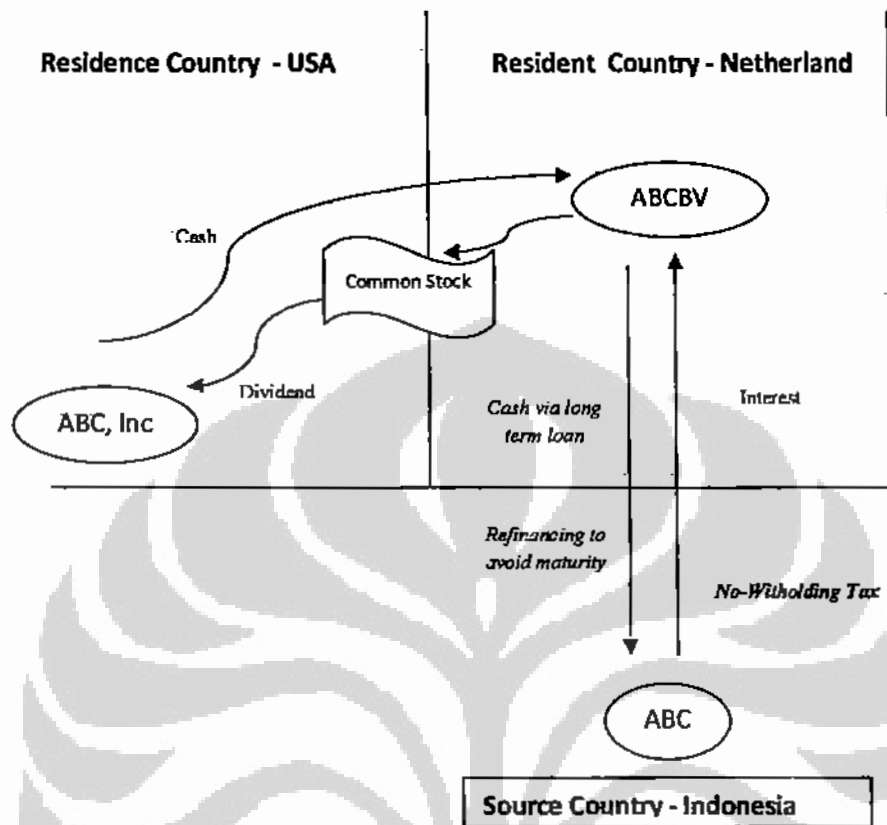 Residence Country - USA
Resident Country - Netherland
ABCBV
Cash
Common Stock
Dividend
ABC, Inc
Cash via long
term loan
Interest
Refinancing to
avoid maturity
No-Witholding Tax
ABC
Source Country - Indonesia